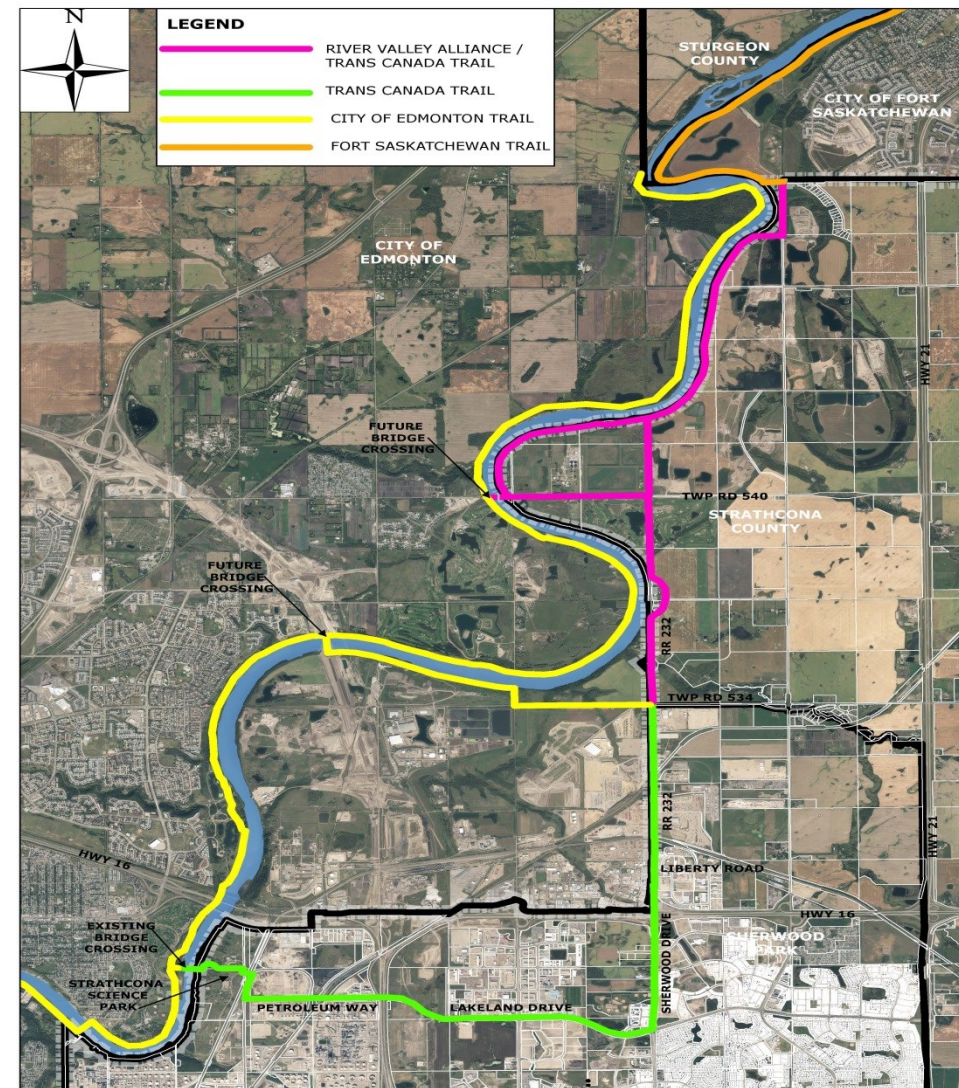 N
LEGEND
RIVER VALLEY ALLIANCE /
TRANS CANADA TRAIL
TRANS CANADA TRAIL
CITY OF EDMONTON TRAIL
FORT SASKATCHEWAN TRAIL
STURGEON
COUNTY
CITY OF FORT
SASKATCHEWAN
CITY OF
EDMONTON
HWY 21
FUTURE
BRIDGE
CROSSING
TWP RD 540
STRATHCONA
COUNTY
FUTURE
BRIDGE
CROSSING
RR 232
TWP RD 534
RR 232
HWY 21
HWY 16
LIBERTY ROAD
EXISTING
BRIDGE
CROSSING
HWY 16
SHERWOOD
PARK
SHERWOOD DRIVE
STRATHCONA
SCIENCE
PARK
PETROLEUM WAY
LAKELAND DRIVE